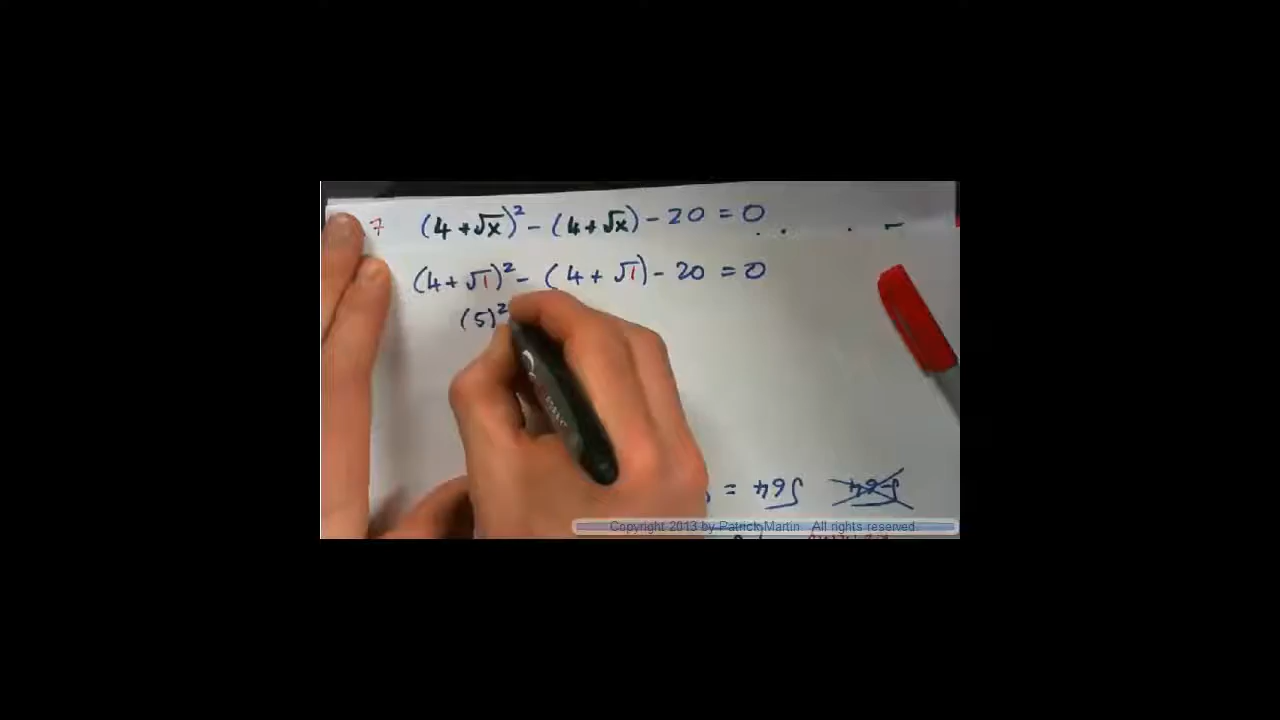 7 (4+√x)² - (4+√x) - 20 = 0
(4+√1)² - (4+√1) - 20 = 0
(5)²
= √64 √-64
Copyright 2013 by Patrick Martin All rights reserved